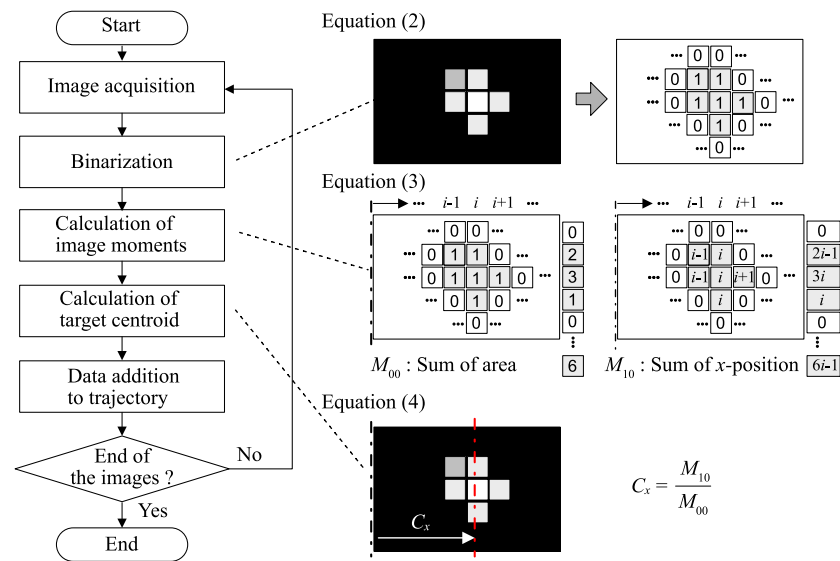 Start
Image acquisition
Binarization
Calculation of
image moments
Calculation of
target centroid
Data addition
to trajectory
End of
the images ?
No
Yes
End
Equation (2)
... 0 0 ...
... 0 1 1 0 ...
... 0 1 1 1 0 ...
... 0 1 0 ...
... 0 ...
Equation (3)
... i-1 i i+1 ...
... 0 0 ... 0
... 0 1 1 0 ... 2
... 0 1 1 1 0 ... 3
... 0 1 0 ... 1
... 0 ... 0
...
M00 : Sum of area 6
... i-1 i i+1 ...
... 0 0 ... 0
... 0 i-1 i 0 ... 2i-1
... 0 i-1 i i+1 0 ... 3i
... 0 i 0 ... i
... 0 ... 0
...
M10 : Sum of x-position 6i-1
Equation (4)
Cx
Cx = M10
M00